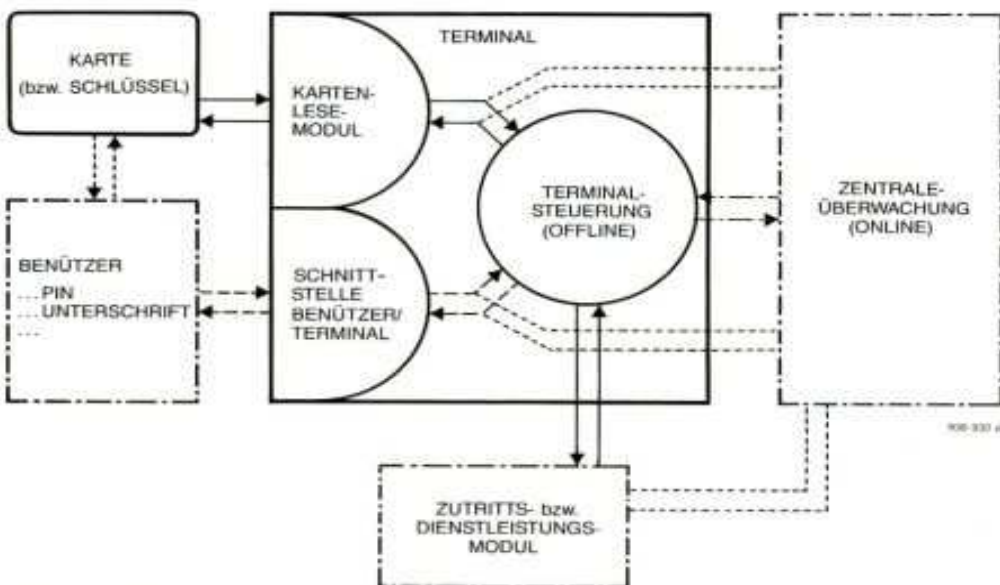 TERMINAL
KARTE
(bzw. SCHLÜSSEL)
KARTEN-
LESE-
MODUL
TERMINAL-
STEUERUNG
(OFFLINE)
ZENTRALE-
ÜBERWACHUNG
(ONLINE)
BENÜTZER
... PIN
... UNTERSCHRIFT
...
SCHNITT-
STELLE
BENÜTZER/
TERMINAL
ZUTRITTS- bzw.
DIENSTLEISTUNGS-
MODUL